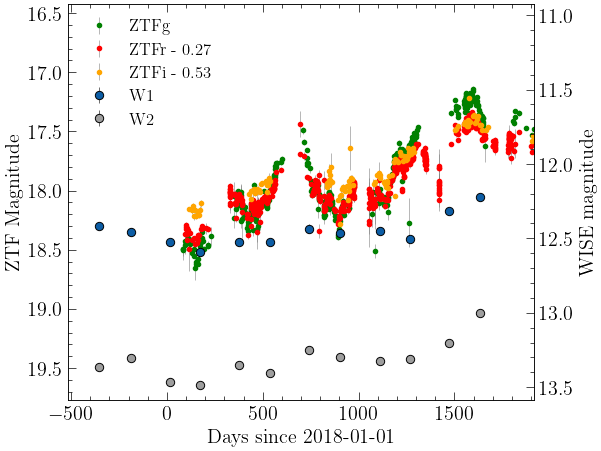 ZTFg
ZTFr - 0.27
ZTFi - 0.53
W1
W2
16.5
17.0
17.5
18.0
18.5
19.0
19.5
ZTF Magnitude
11.0
11.5
12.0
12.5
13.0
13.5
WISE magnitude
−500 0 500 1000 1500
Days since 2018-01-01